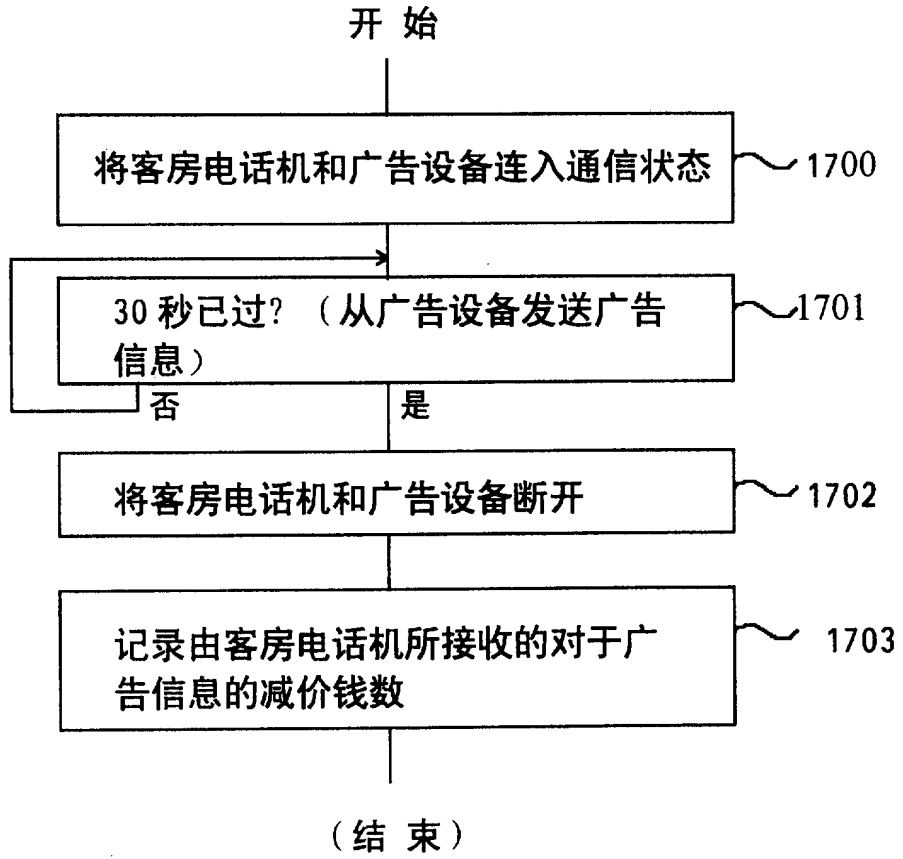 开 始
将客房电话机和广告设备连入通信状态
1700
30 秒已过? (从广告设备发送广告
信息)
1701
否
是
将客房电话机和广告设备断开
1702
记录由客房电话机所接收的对于广
告信息的减价钱数
1703
(结 束)